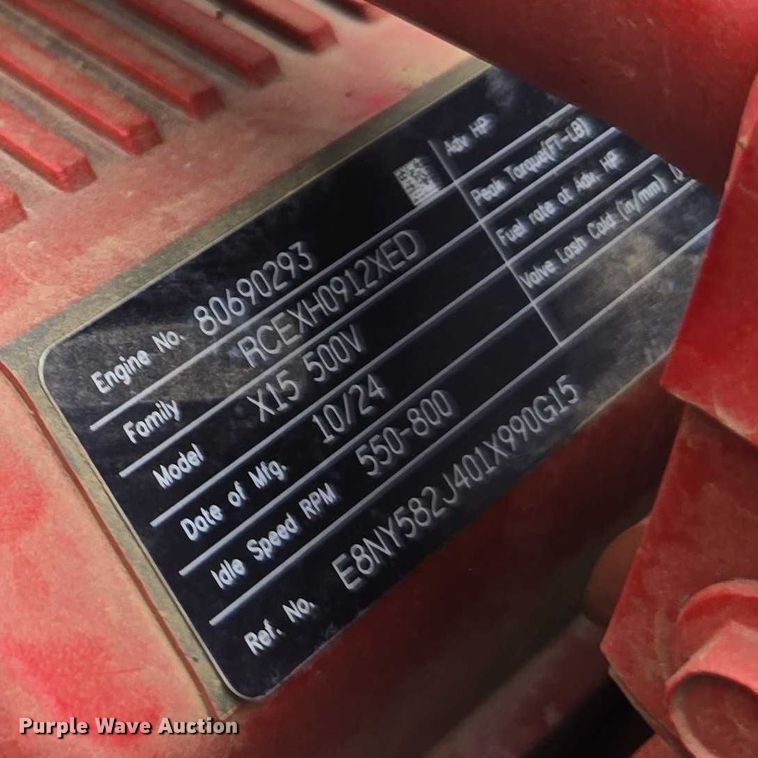 Engine No. 80690293
Family RCEXH0912XED
Model X15 500V
Date of Mfg. 10/24
Idle Speed RPM 550-800
Ref. No. E8NY582J401X990G15
Adv HP
Peak Torque(FT-LB)
Fuel rate at Adv. HP
Valve Lash Cold (in/mm)
Purple Wave Auction